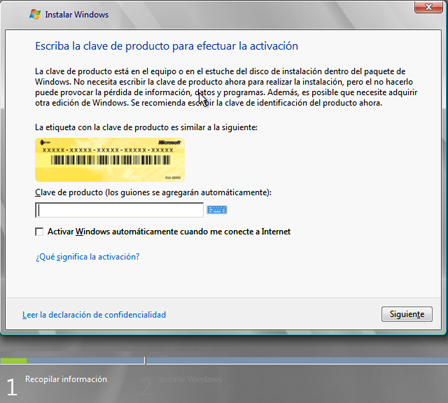 Instalar Windows
Escriba la clave de producto para efectuar la activación
La clave de producto está en el equipo o en el estuche del disco de instalación dentro del paquete de
Windows. No necesita escribir la clave de producto ahora para realizar la instalación, pero el no hacerlo
puede provocar la pérdida de información, datos y programas. Además, es posible que necesite adquirir
otra edición de Windows. Se recomienda escribir la clave de identificación del producto ahora.
La etiqueta con la clave de producto es similar a la siguiente:
Microsoft
XXXXX-XXXXX-XXXXX-XXXXX-XXXXX
Clave de producto (los guiones se agregarán automáticamente):
Activar Windows automáticamente cuando me conecte a Internet
¿Qué significa la activación?
Leer la declaración de confidencialidad
Siguiente
1 Recopilar información
2 Instalar Windows